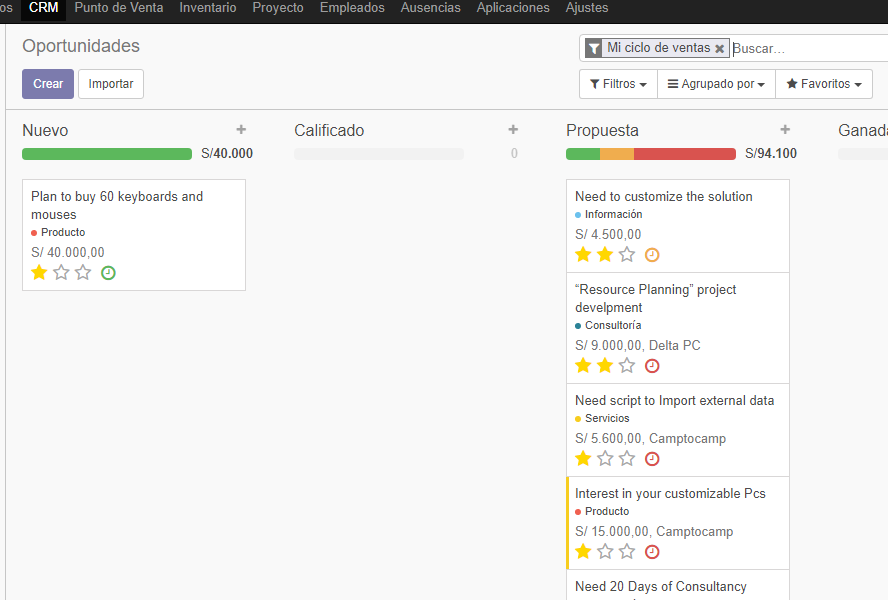 os CRM Punto de Venta Inventario Proyecto Empleados Ausencias Aplicaciones Ajustes
Oportunidades
Mi ciclo de ventas Buscar...
Crear Importar
Filtros Agrupado por Favoritos
Nuevo
S/40.000
Plan to buy 60 keyboards and
mouses
Producto
S/ 40.000,00
Calificado
0
Propuesta
S/94.100
Need to customize the solution
Información
S/ 4.500,00
“Resource Planning” project
develpment
Consultoría
S/ 9.000,00, Delta PC
Need script to Import external data
Servicios
S/ 5.600,00, Camptocamp
Interest in your customizable Pcs
Producto
S/ 15.000,00, Camptocamp
Need 20 Days of Consultancy
Ganada